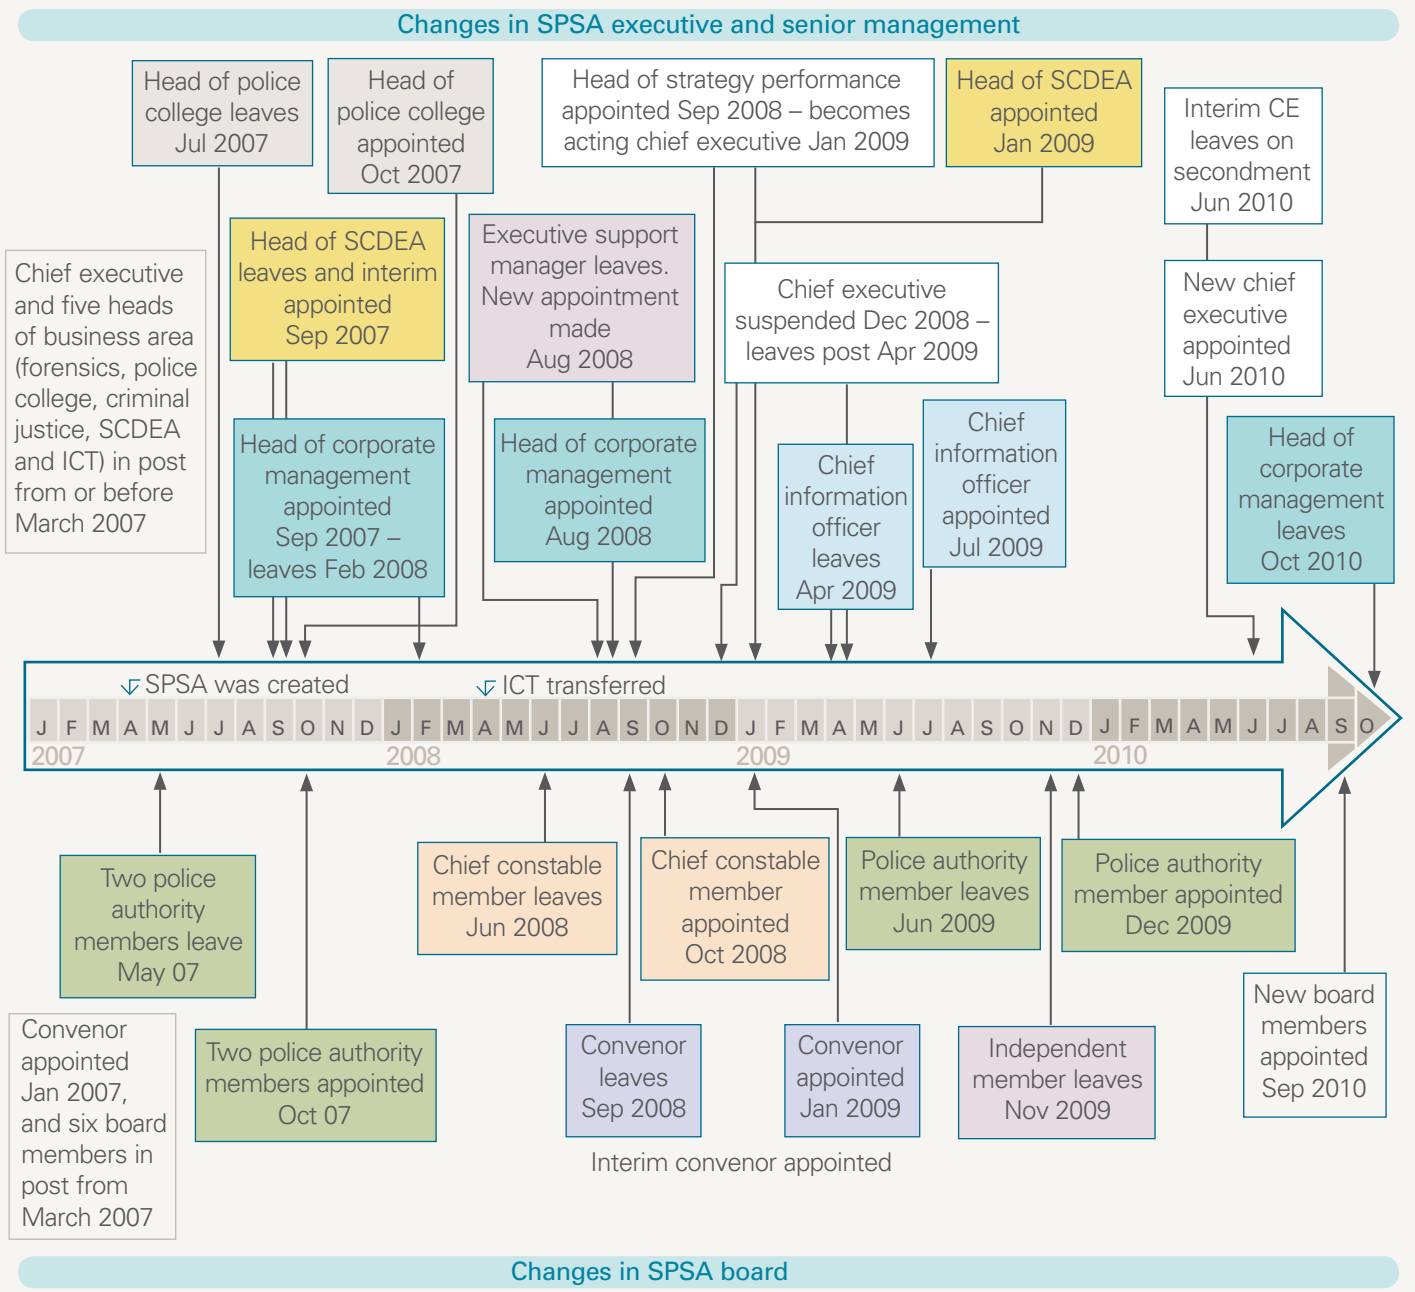 Changes in SPSA executive and senior management
Head of police
college leaves
Jul 2007
Head of
police college
appointed
Oct 2007
Head of strategy performance
appointed Sep 2008 – becomes
acting chief executive Jan 2009
Head of SCDEA
appointed
Jan 2009
Interim CE
leaves on
secondment
Jun 2010
Chief executive
and five heads
of business area
(forensics, police
college, criminal
justice, SCDEA
and ICT) in post
from or before
March 2007
Head of SCDEA
leaves and interim
appointed
Sep 2007
Executive support
manager leaves.
New appointment
made
Aug 2008
Chief executive
suspended Dec 2008 –
leaves post Apr 2009
New chief
executive
appointed
Jun 2010
Head of corporate
management
appointed
Sep 2007 –
leaves Feb 2008
Head of corporate
management
appointed
Aug 2008
Chief
information
officer
leaves
Apr 2009
Chief
information
officer
appointed
Jul 2009
Head of
corporate
management
leaves
Oct 2010
SPSA was created
ICT transferred
J F M A M J J A S O N D J F M A M J J A S O N D J F M A M J J A S O N D J F M A M J J A S O
2007
2008
2009
2010
Two police
authority
members leave
May 07
Two police authority
members appointed
Oct 07
Chief constable
member leaves
Jun 2008
Chief constable
member
appointed
Oct 2008
Police authority
member leaves
Jun 2009
Police authority
member appointed
Dec 2009
New board
members
appointed
Sep 2010
Convenor
appointed
Jan 2007,
and six board
members in
post from
March 2007
Convenor
leaves
Sep 2008
Convenor
appointed
Jan 2009
Independent
member leaves
Nov 2009
Interim convenor appointed
Changes in SPSA board